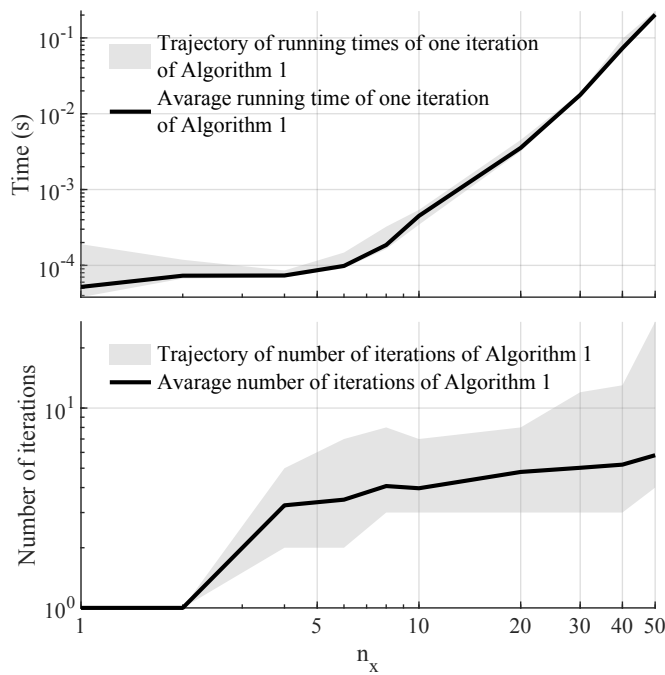 10^-1
10^-2
10^-3
10^-4
Time (s)
Trajectory of running times of one iteration
of Algorithm 1
Avarage running time of one iteration
of Algorithm 1
10^1
10^0
Number of iterations
Trajectory of number of iterations of Algorithm 1
Avarage number of iterations of Algorithm 1
1 5 10 20 30 40 50
n_x